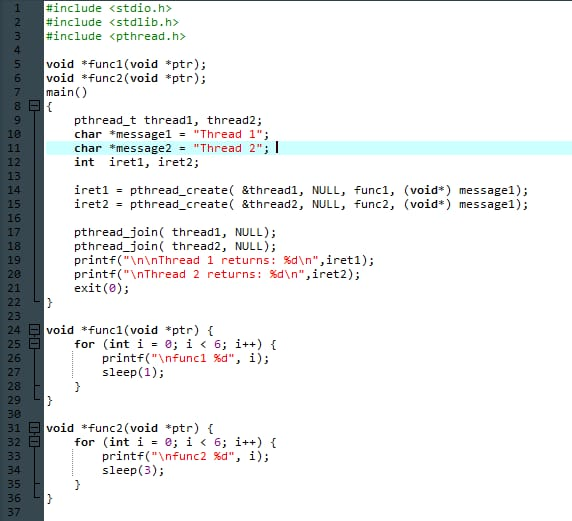 1 #include <stdio.h>
2 #include <stdlib.h>
3 #include <pthread.h>
4
5 void *func1(void *ptr);
6 void *func2(void *ptr);
7 main()
8 {
9     pthread_t thread1, thread2;
10     char *message1 = "Thread 1";
11     char *message2 = "Thread 2";
12     int  iret1, iret2;
13
14     iret1 = pthread_create( &thread1, NULL, func1, (void*) message1);
15     iret2 = pthread_create( &thread2, NULL, func2, (void*) message1);
16
17     pthread_join( thread1, NULL);
18     pthread_join( thread2, NULL);
19     printf("\n\nThread 1 returns: %d\n",iret1);
20     printf("\nThread 2 returns: %d\n",iret2);
21     exit(0);
22 }
23
24 void *func1(void *ptr) {
25     for (int i = 0; i < 6; i++) {
26         printf("\nfunc1 %d", i);
27         sleep(1);
28     }
29 }
30
31 void *func2(void *ptr) {
32     for (int i = 0; i < 6; i++) {
33         printf("\nfunc2 %d", i);
34         sleep(3);
35     }
36 }
37